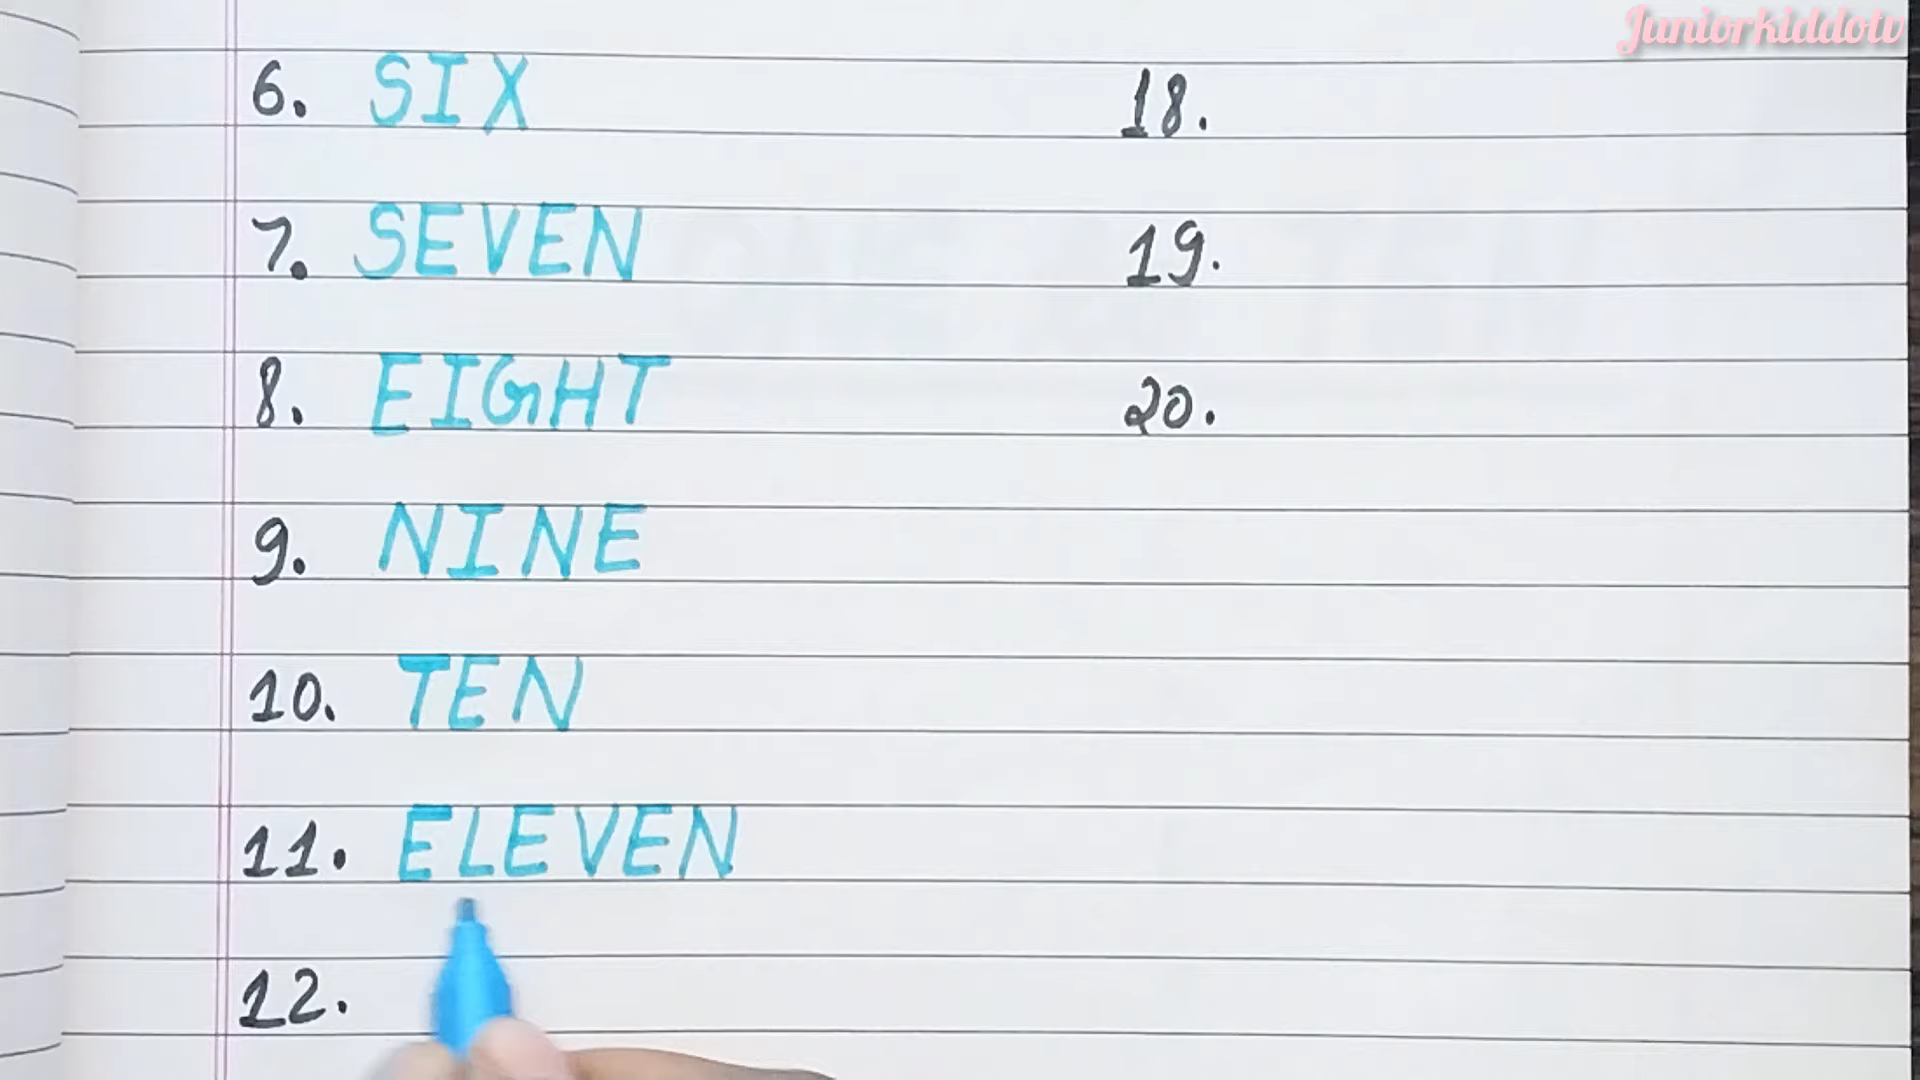 Juniorkiddotv
6. SIX
7. SEVEN
8. EIGHT
9. NINE
10. TEN
11. ELEVEN
12.
18.
19.
20.